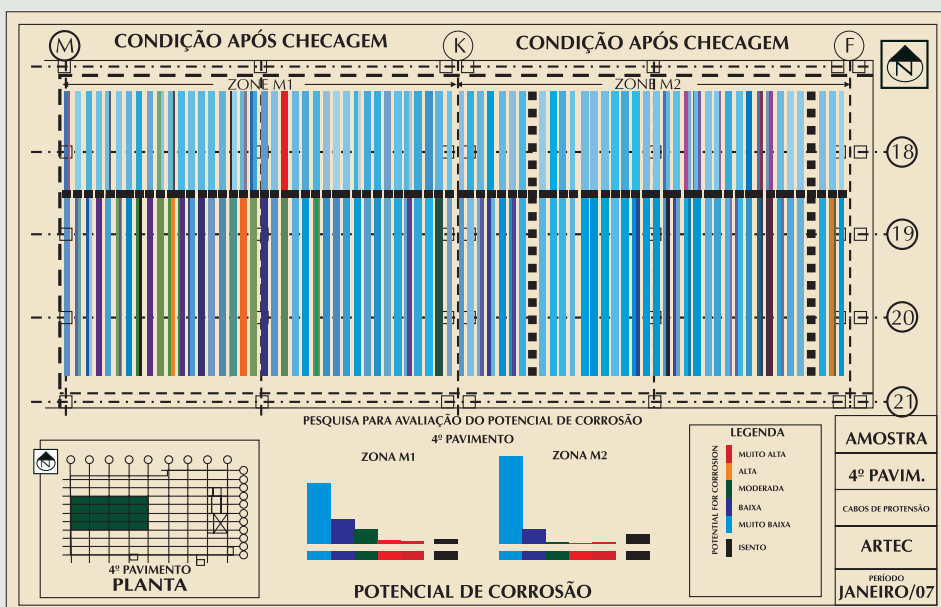 M
CONDIÇÃO APÓS CHECAGEM
K
CONDIÇÃO APÓS CHECAGEM
F
N
ZONE M1
ZONE M2
18
19
20
21
PESQUISA PARA AVALIAÇÃO DO POTENCIAL DE CORROSÃO
4º PAVIMENTO
ZONA M1
ZONA M2
POTENCIAL DE CORROSÃO
N
4º PAVIMENTO
PLANTA
LEGENDA
POTENTIAL FOR CORROSION
MUITO ALTA
ALTA
MODERADA
BAIXA
MUITO BAIXA
ISENTO
AMOSTRA
4º PAVIM.
CABOS DE PROTENSÃO
ARTEC
PERÍODO
JANEIRO/07